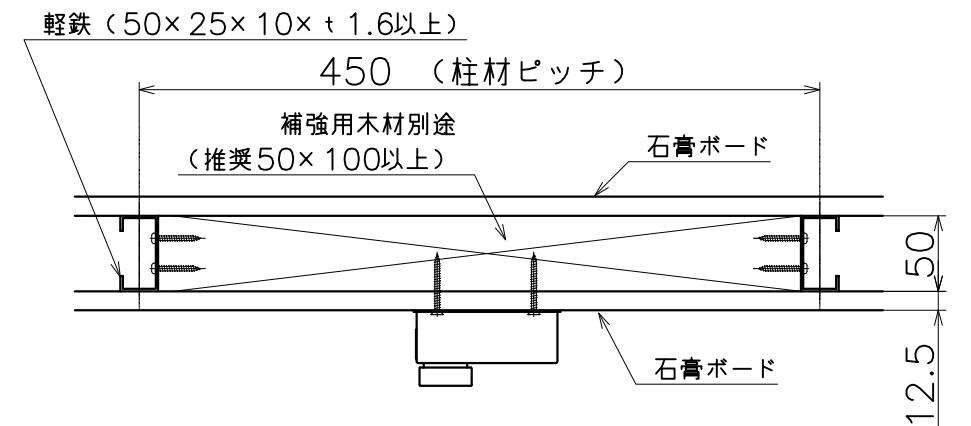 軽鉄（50×25×10×t1.6以上）
450 （柱材ピッチ）
補強用木材別途
（推奨50×100以上）
石膏ボード
50
石膏ボード
12.5